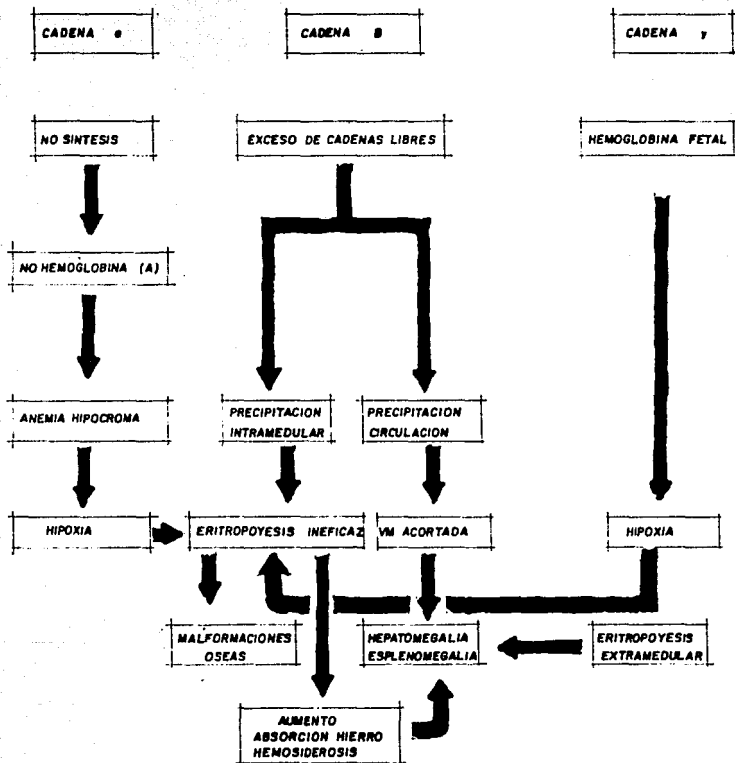 CADENA α
CADENA B
CADENA γ
NO SINTESIS
EXCESO DE CADENAS LIBRES
HEMOGLOBINA FETAL
NO HEMOGLOBINA (A)
ANEMIA HIPOCROMA
PRECIPITACION
INTRAMEDULAR
PRECIPITACION
CIRCULACION
HIPOXIA
ERITROPOYESIS INEFICAZ
VM ACORTADA
HIPOXIA
MALFORMACIONES
OSEAS
HEPATOMEGALIA
ESPLENOMEGALIA
ERITROPOYESIS
EXTRAMEDULAR
AUMENTO
ABSORCION HIERRO
HEMOSIDEROSIS